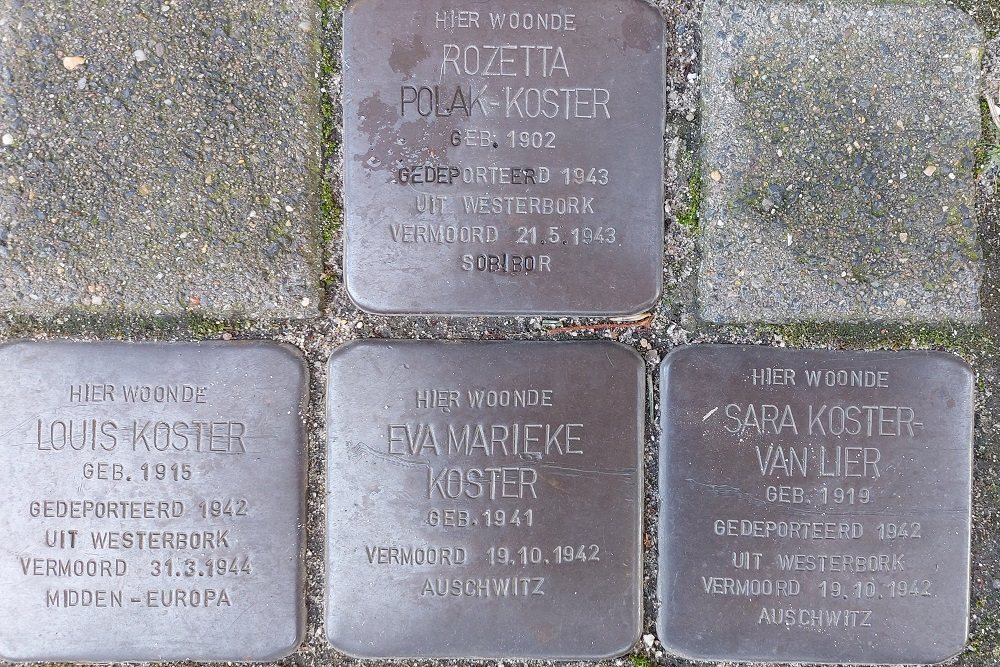 HIER WOONDE
ROZETTA
POLAK-KOSTER
GEB. 1902
GEDEPORTEERD 1943
UIT WESTERBORK
VERMOORD 21.5.1943
SOBIBOR
HIER WOONDE
LOUIS KOSTER
GEB. 1915
GEDEPORTEERD 1942
UIT WESTERBORK
VERMOORD 31.3.1944
MIDDEN-EUROPA
HIER WOONDE
EVA MARIEKE
KOSTER
GEB. 1941
VERMOORD 19.10.1942
AUSCHWITZ
HIER WOONDE
SARA KOSTER-
VAN LIER
GEB. 1919
GEDEPORTEERD 1942
UIT WESTERBORK
VERMOORD 19.10.1942
AUSCHWITZ